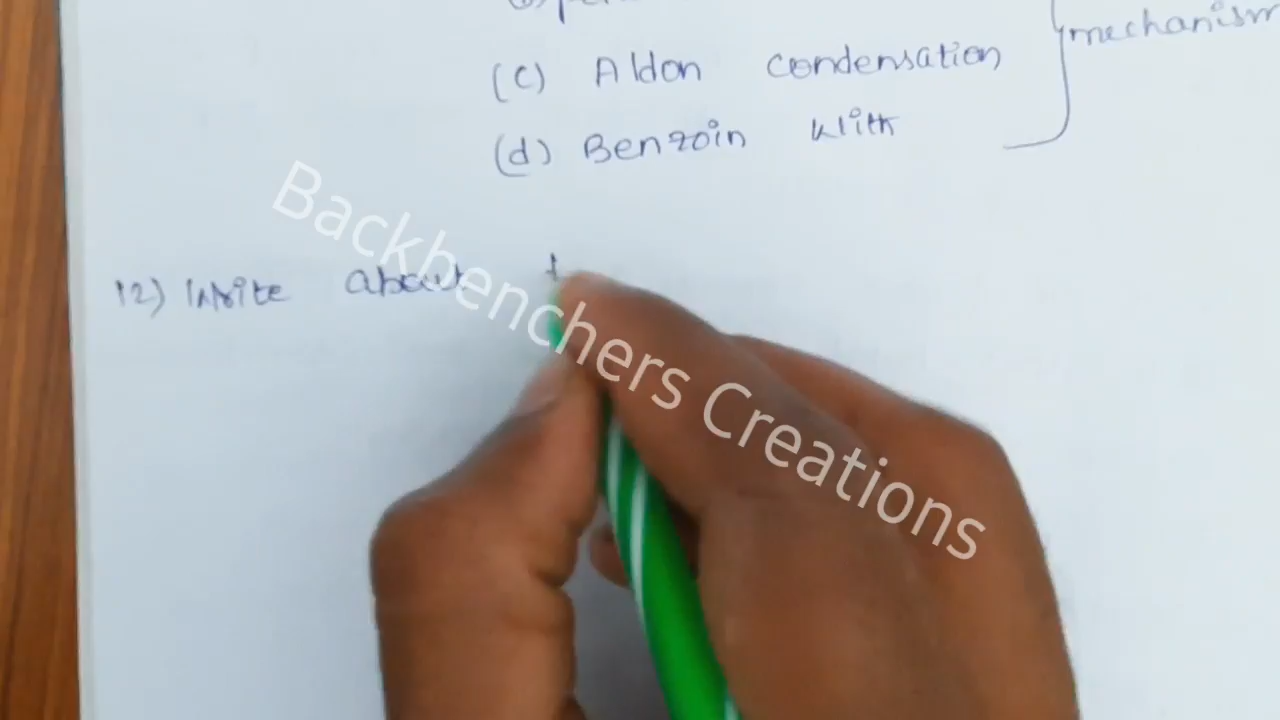 mechanism
(c) Aldon condensation
(d) Benzoin with
12) Write about
Backbenchers Creations